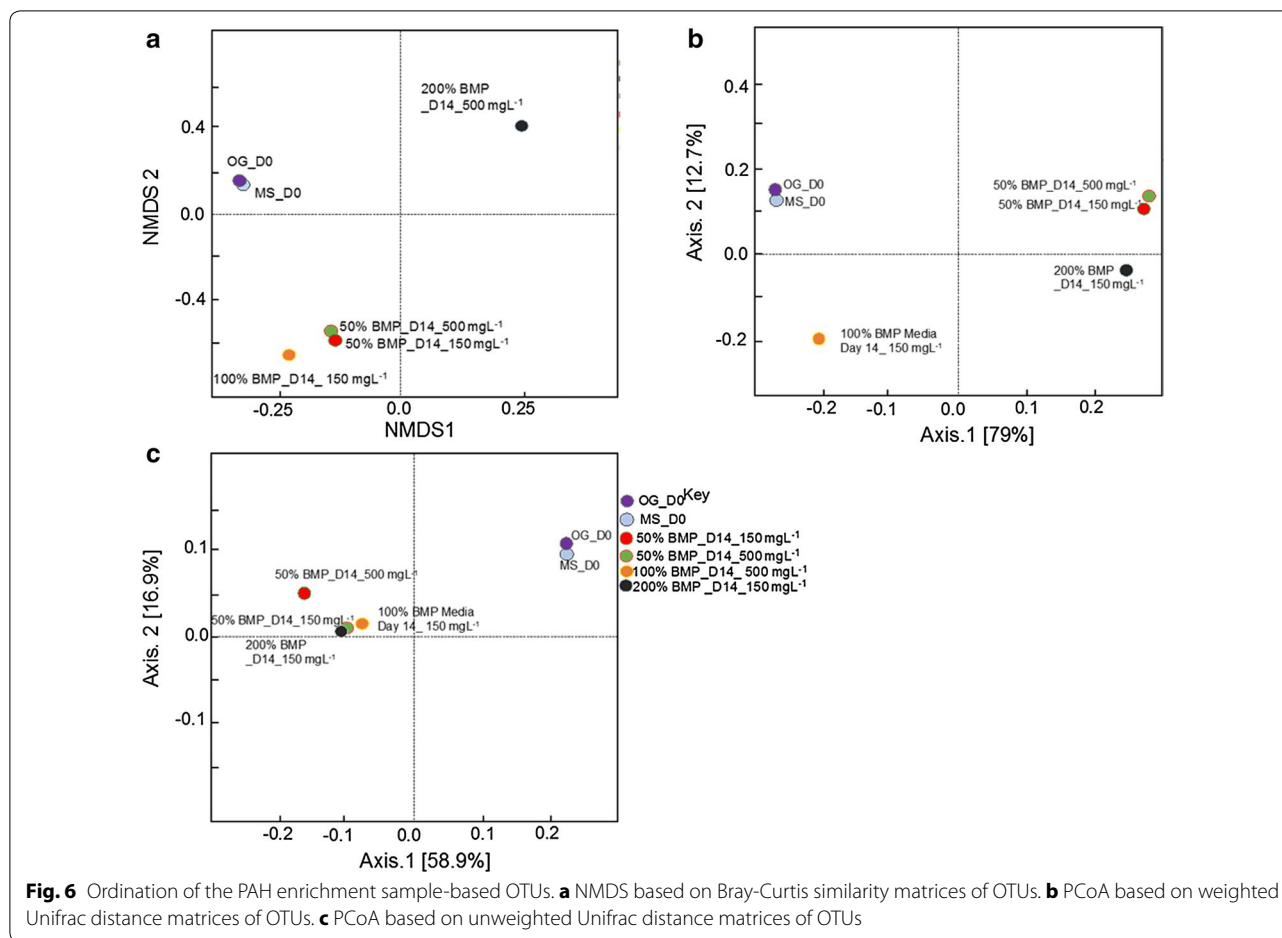 a
200% BMP
_D14_500 mgL-1
0.4
OG_D0
MS_D0
0.0
-0.4
50% BMP_D14_500 mgL-1
50% BMP_D14_150 mgL-1
100% BMP_D14_ 150 mgL-1
-0.25
0.0
0.25
NMDS 2
NMDS1
b
0.4
0.2
OG_D0
MS_D0
50% BMP_D14_500 mgL-1
50% BMP_D14_150 mgL-1
0.0
200% BMP
_D14_150 mgL-1
-0.2
100% BMP Media
Day 14_ 150 mgL-1
-0.2
-0.1
0.0
0.1
0.2
Axis. 2 [12.7%]
Axis.1 [79%]
c
0.1
OG_D0
MS_D0
50% BMP_D14_500 mgL-1
100% BMP Media
Day 14_ 150 mgL-1
50% BMP_D14_150 mgL-1
0.0
200% BMP
_D14_150 mgL-1
-0.1
-0.2
-0.1
0.0
0.1
0.2
Axis. 2 [16.9%]
Axis.1 [58.9%]
Key
OG_D0
MS_D0
50% BMP_D14_150 mgL-1
50% BMP_D14_500 mgL-1
100% BMP_D14_ 500 mgL-1
200% BMP _D14_150 mgL-1
Fig. 6 Ordination of the PAH enrichment sample-based OTUs. a NMDS based on Bray-Curtis similarity matrices of OTUs. b PCoA based on weighted
Unifrac distance matrices of OTUs. c PCoA based on unweighted Unifrac distance matrices of OTUs